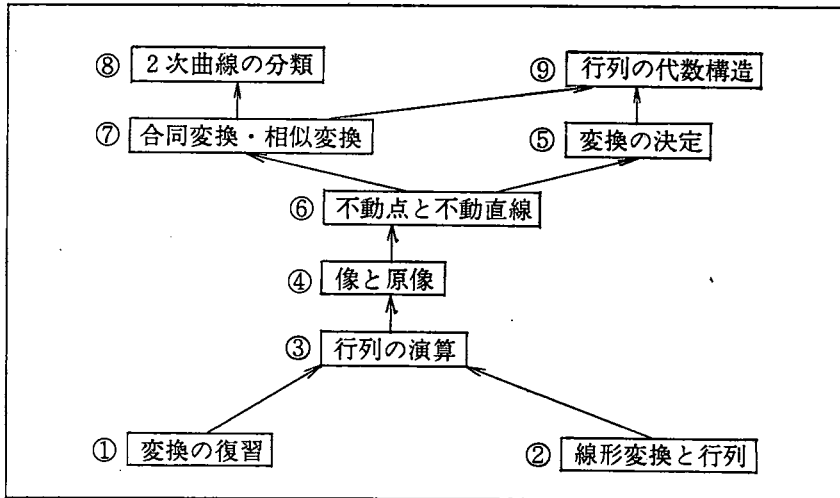 ⑧ 2次曲線の分類
⑨ 行列の代数構造
⑦ 合同変換・相似変換
⑤ 変換の決定
⑥ 不動点と不動直線
④ 像と原像
③ 行列の演算
① 変換の復習
② 線形変換と行列